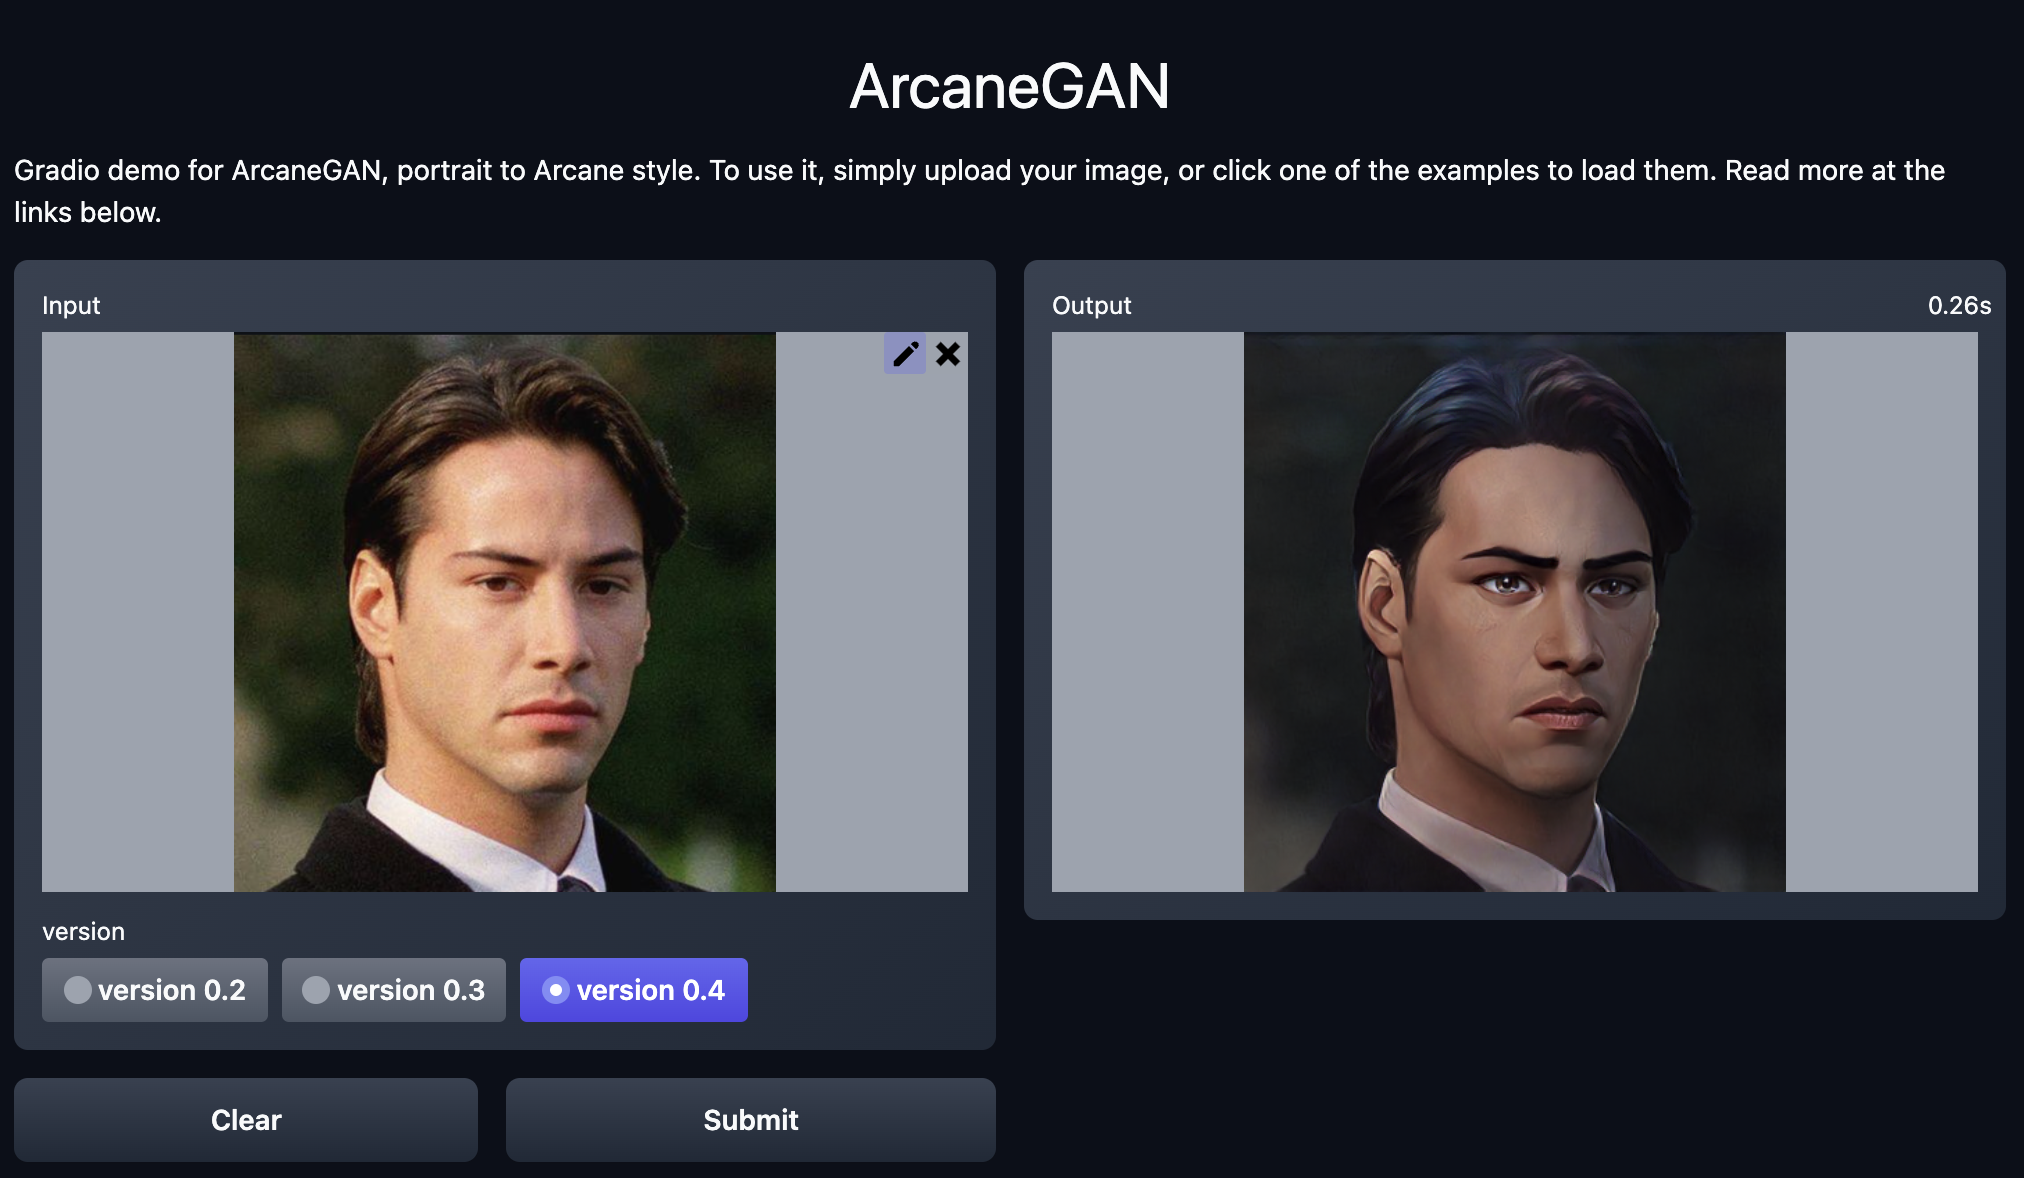 ArcaneGAN
Gradio demo for ArcaneGAN, portrait to Arcane style. To use it, simply upload your image, or click one of the examples to load them. Read more at the
links below.
Input
Output
0.26s
version
version 0.2
version 0.3
version 0.4
Clear
Submit